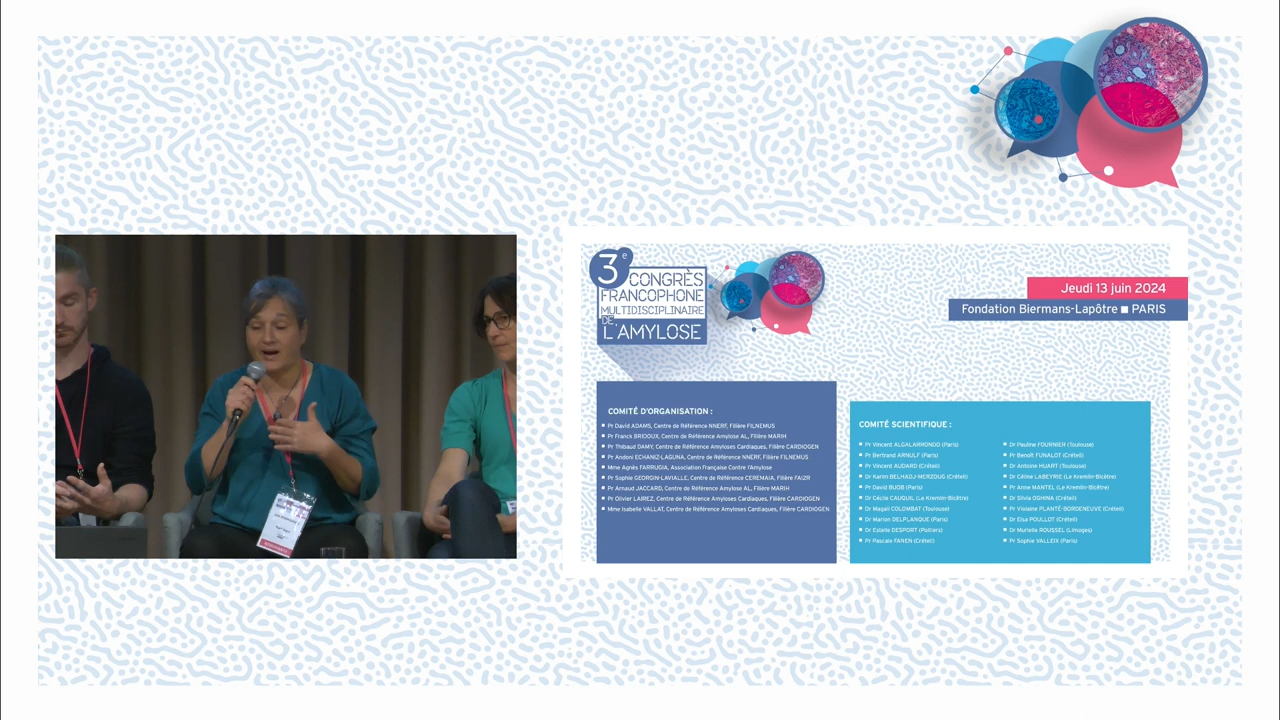 3e
CONGRÈS
FRANCOPHONE
MULTIDISCIPLINAIRE
DE
L'AMYLOSE
Jeudi 13 juin 2024
Fondation Biermans-Lapôtre ■ PARIS
COMITÉ D'ORGANISATION :
■ Pr David ADAMS, Centre de Référence NNERF, Filière FILNEMUS
■ Pr Franck BRIDOUX, Centre de Référence Amylose AL, Filière MARIH
■ Pr Thibaud DAMY, Centre de Référence Amyloses Cardiaques, Filière CARDIOGEN
■ Pr Andoni ECHANIZ-LAGUNA, Centre de Référence NNERF, Filière FILNEMUS
■ Mme Agnès FARRUGIA, Association Française Contre l'Amylose
■ Pr Sophie GEORGIN-LAVIALLE, Centre de Référence CEREMAIA, Filière FAI2R
■ Pr Arnaud JACCARD, Centre de Référence Amylose AL, Filière MARIH
■ Pr Olivier LAIREZ, Centre de Référence Amyloses Cardiaques, Filière CARDIOGEN
■ Mme Isabelle VALLAT, Centre de Référence Amyloses Cardiaques, Filière CARDIOGEN
COMITÉ SCIENTIFIQUE :
■ Pr Vincent ALGALARRONDO (Paris)
■ Pr Bertrand ARNULF (Paris)
■ Pr Vincent AUDARD (Créteil)
■ Dr Karim BELHADJ-MERZOUG (Créteil)
■ Pr David BUOB (Paris)
■ Dr Cécile CAUQUIL (Le Kremlin-Bicêtre)
■ Dr Magali COLOMBAT (Toulouse)
■ Dr Marion DELPLANQUE (Paris)
■ Dr Estelle DESPORT (Poitiers)
■ Pr Pascale FANEN (Créteil)
■ Dr Pauline FOURNIER (Toulouse)
■ Pr Benoît FUNALOT (Créteil)
■ Dr Antoine HUART (Toulouse)
■ Dr Céline LABEYRIE (Le Kremlin-Bicêtre)
■ Pr Anne MANTEL (Le Kremlin-Bicêtre)
■ Dr Silvia OGHINA (Créteil)
■ Pr Violaine PLANTÉ-BORDENEUVE (Créteil)
■ Dr Elsa POULLOT (Créteil)
■ Dr Murielle ROUSSEL (Limoges)
■ Pr Sophie VALLEIX (Paris)